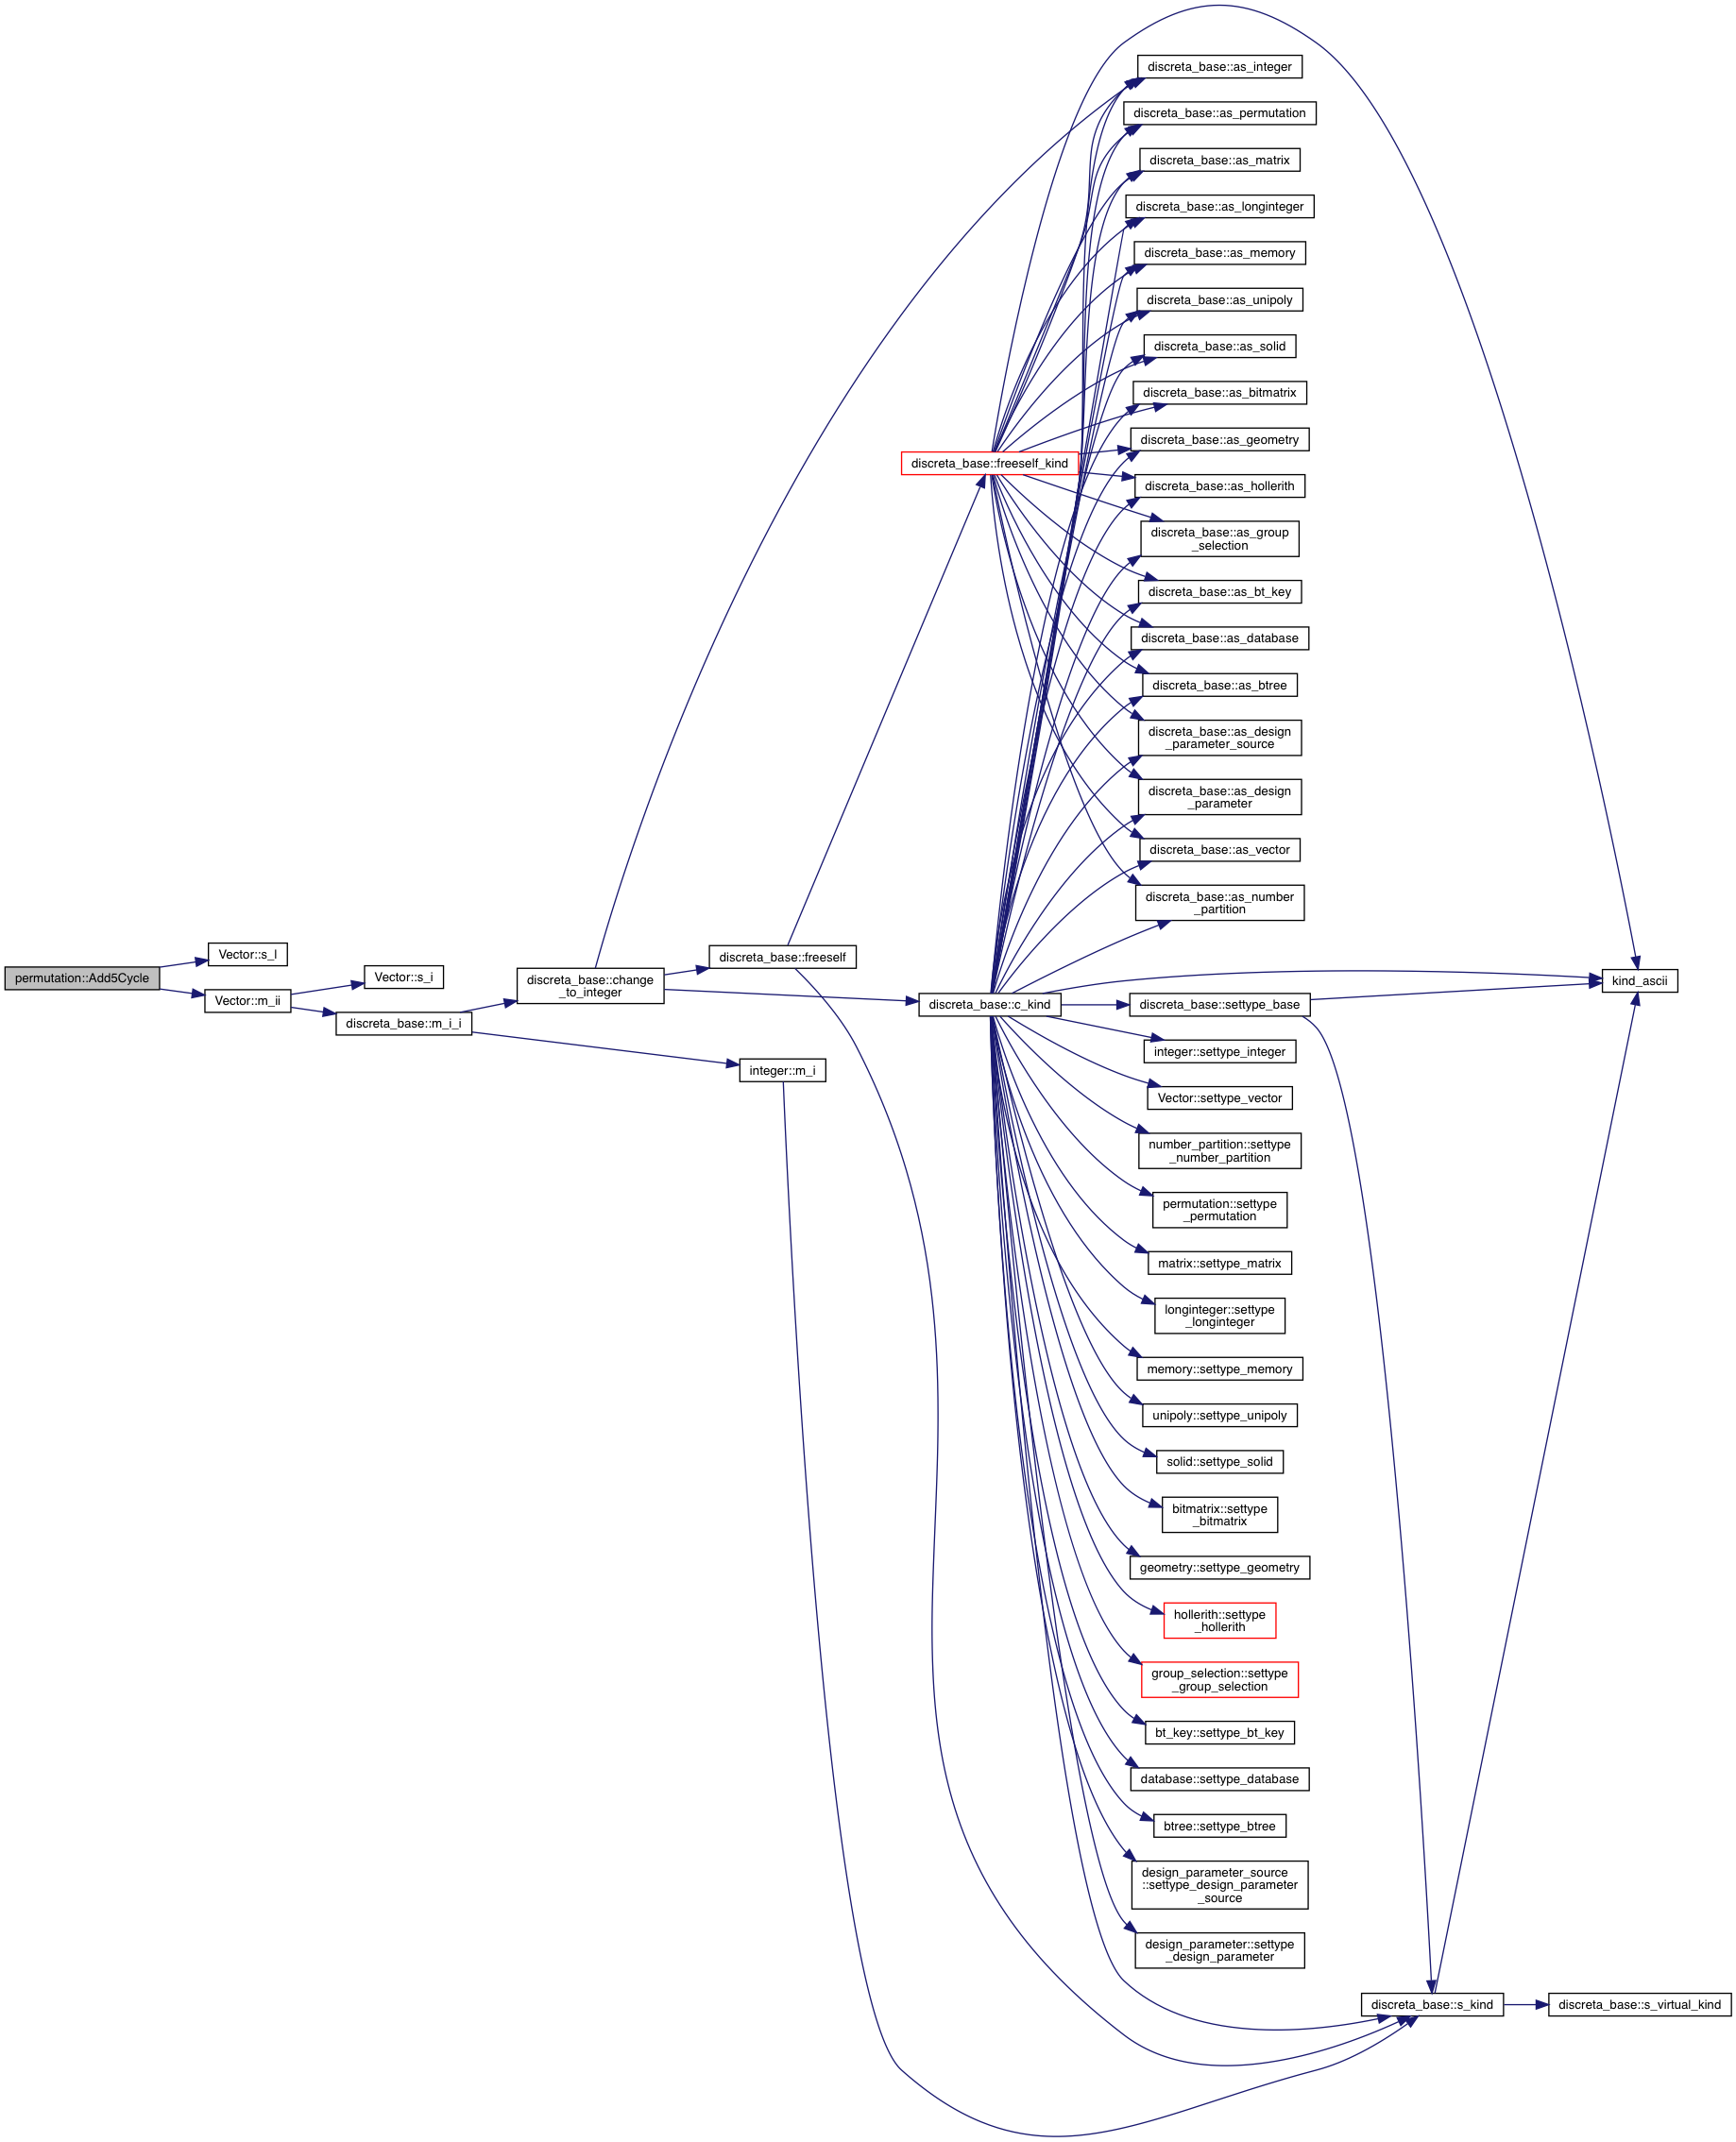 permutation::Add5Cycle
Vector::s_l
Vector::m_ii
Vector::s_i
discreta_base::m_i_i
discreta_base::change
_to_integer
discreta_base::freeself
integer::m_i
discreta_base::freeself_kind
discreta_base::c_kind
discreta_base::as_integer
discreta_base::as_permutation
discreta_base::as_matrix
discreta_base::as_longinteger
discreta_base::as_memory
discreta_base::as_unipoly
discreta_base::as_solid
discreta_base::as_bitmatrix
discreta_base::as_geometry
discreta_base::as_hollerith
discreta_base::as_group
_selection
discreta_base::as_bt_key
discreta_base::as_database
discreta_base::as_btree
discreta_base::as_design
_parameter_source
discreta_base::as_design
_parameter
discreta_base::as_vector
discreta_base::as_number
_partition
discreta_base::settype_base
integer::settype_integer
Vector::settype_vector
number_partition::settype
_number_partition
permutation::settype
_permutation
matrix::settype_matrix
longinteger::settype
_longinteger
memory::settype_memory
unipoly::settype_unipoly
solid::settype_solid
bitmatrix::settype
_bitmatrix
geometry::settype_geometry
hollerith::settype
_hollerith
group_selection::settype
_group_selection
bt_key::settype_bt_key
database::settype_database
btree::settype_btree
design_parameter_source
::settype_design_parameter
_source
design_parameter::settype
_design_parameter
kind_ascii
discreta_base::s_kind
discreta_base::s_virtual_kind